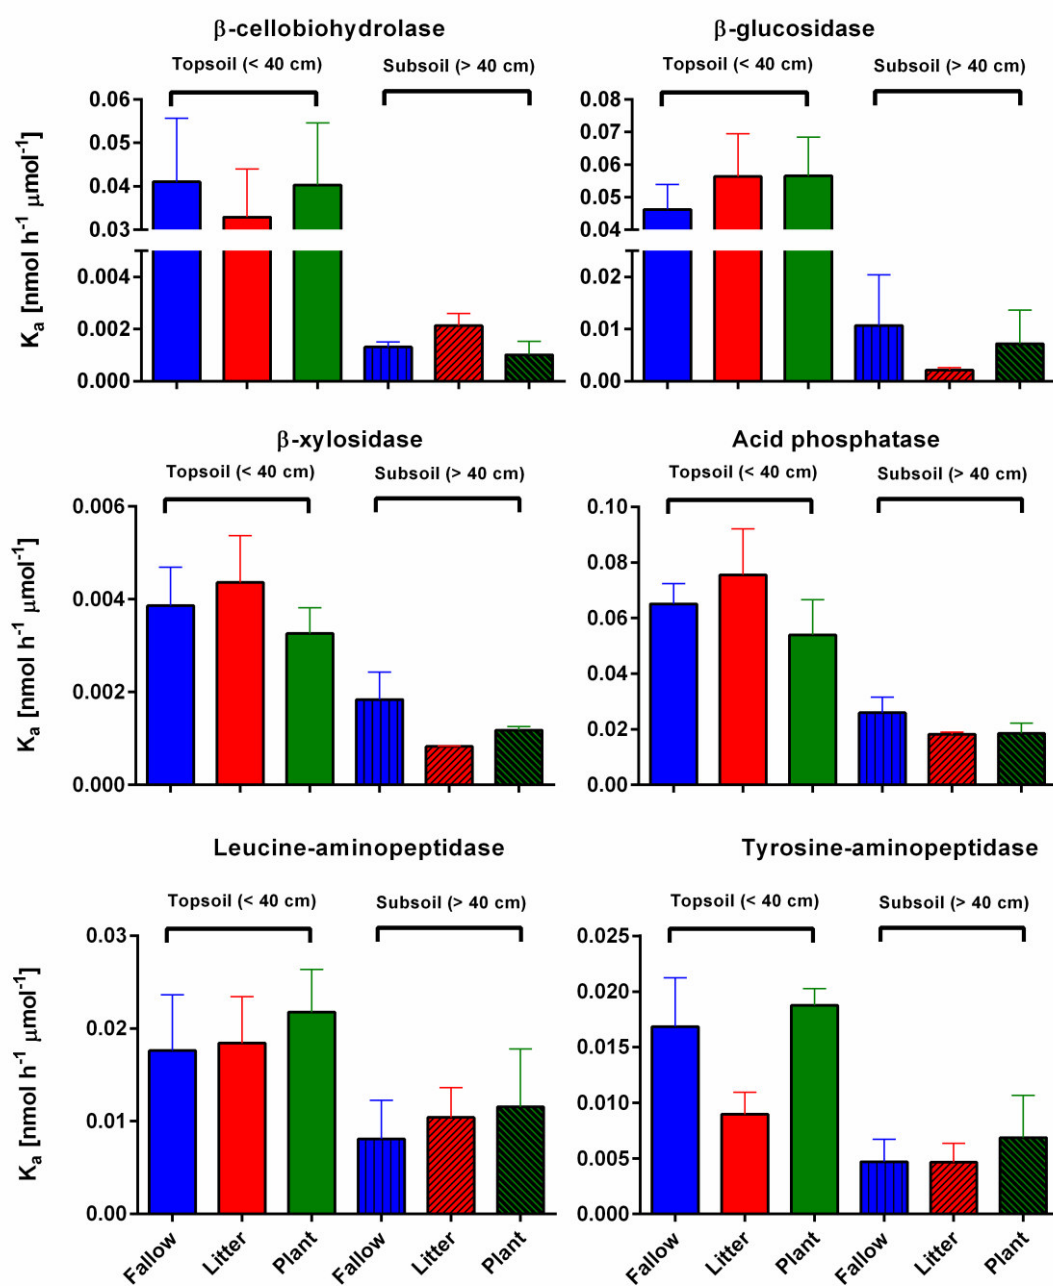 β-cellobiohydrolase
Topsoil (< 40 cm)
Subsoil (> 40 cm)
Ka [nmol h⁻¹ μmol⁻¹]
0.06
0.05
0.04
0.03
0.004
0.002
0.000
β-glucosidase
Topsoil (< 40 cm)
Subsoil (> 40 cm)
0.08
0.07
0.06
0.05
0.04
0.02
0.01
0.00
β-xylosidase
Topsoil (< 40 cm)
Subsoil (> 40 cm)
Ka [nmol h⁻¹ μmol⁻¹]
0.006
0.004
0.002
0.000
Acid phosphatase
Topsoil (< 40 cm)
Subsoil (> 40 cm)
0.10
0.08
0.06
0.04
0.02
0.00
Leucine-aminopeptidase
Topsoil (< 40 cm)
Subsoil (> 40 cm)
Ka [nmol h⁻¹ μmol⁻¹]
0.03
0.02
0.01
0.00
Fallow
Litter
Plant
Fallow
Litter
Plant
Tyrosine-aminopeptidase
Topsoil (< 40 cm)
Subsoil (> 40 cm)
0.025
0.020
0.015
0.010
0.005
0.000
Fallow
Litter
Plant
Fallow
Litter
Plant